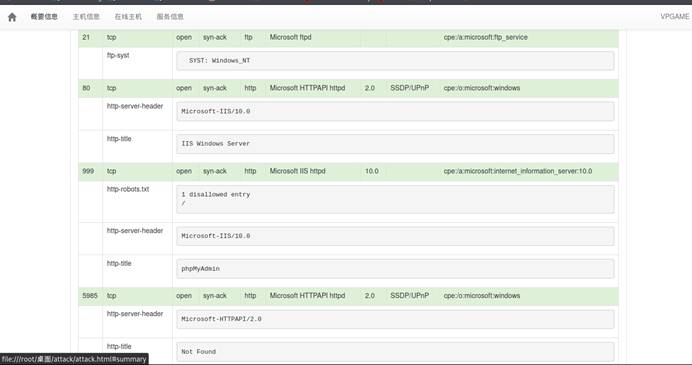 概要信息 主机信息 在线主机 服务信息 VPGAME
21 tcp open syn-ack ftp Microsoft ftpd cpe:/a:microsoft:ftp_service
ftp-syst SYST: Windows_NT
80 tcp open syn-ack http Microsoft HTTPAPI httpd 2.0 SSDP/UPnP cpe:/o:microsoft:windows
http-server-header Microsoft-IIS/10.0
http-title IIS Windows Server
999 tcp open syn-ack http Microsoft IIS httpd 10.0 cpe:/a:microsoft:internet_information_server:10.0
http-robots.txt 1 disallowed entry
/
http-server-header Microsoft-IIS/10.0
http-title phpMyAdmin
5985 tcp open syn-ack http Microsoft HTTPAPI httpd 2.0 SSDP/UPnP cpe:/o:microsoft:windows
http-server-header Microsoft-HTTPAPI/2.0
http-title Not Found
file:///root/桌面/attack/attack.html#summary